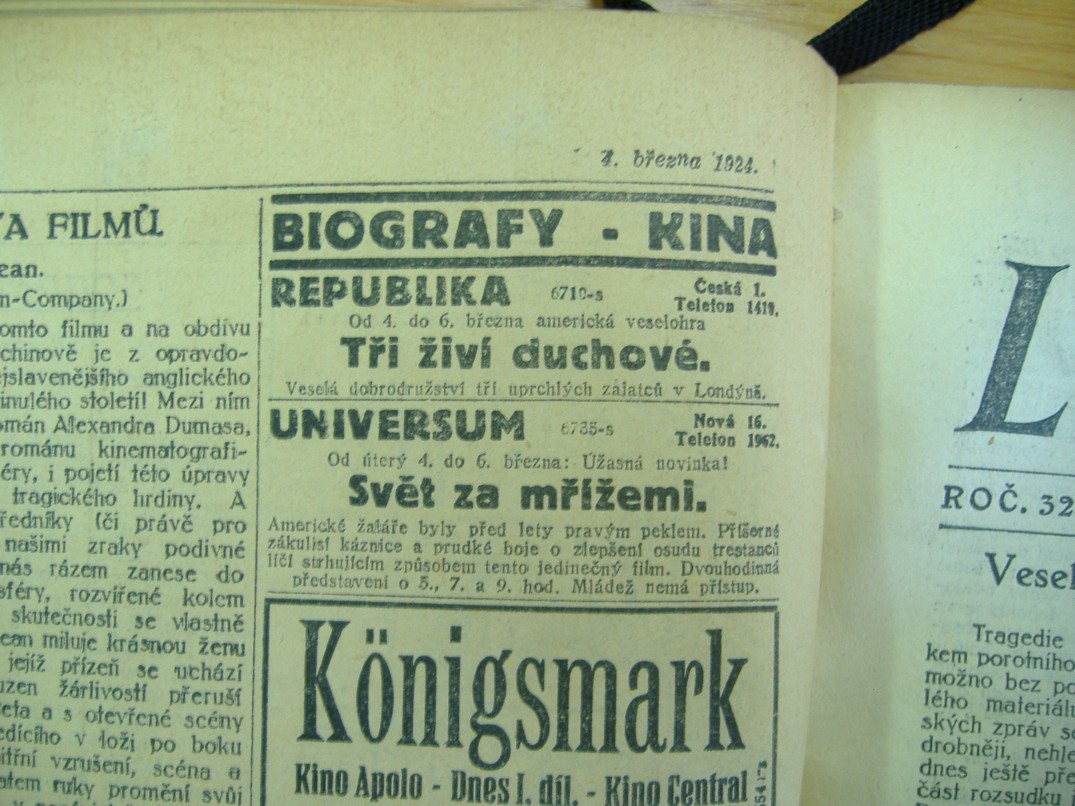 4. března 1924.
VA FILMŮ
ean.
m-Company.)
omto filmu a na obdivu
chinově je z opravdo-
ejslavenějšího anglického
inulého století! Mezi ním
omán Alexandra Dumasa,
románu kinematografi-
éry, i pojetí této úpravy
tragického hrdiny. A
ředníky (či právě pro
našimi zraky podivné
nás rázem zanese do
sféry, rozvířené kolem
skutečnosti se vlastně
ean miluje krásnou ženu
jejíž přízeň se uchází
uzen žárlivostí přeruší
eta a s otevřené scény
edícího v loži po boku
itřní vzrušení, scéna a
atem ruky promění svůj
BIOGRAFY - KINA
REPUBLIKA 6710-s Česká 1.
Telefon 1419.
Od 4. do 6. března americká veselohra
Tři živí duchové.
Veselá dobrodružství tří uprchlých zajatců v Londýně.
UNIVERSUM 6735-s Nová 16.
Telefon 1962.
Od úterý 4. do 6. března: Úžasná novinka!
Svět za mřížemi.
Americké žaláře byly před lety pravým peklem. Příšerné
zákulisí káznice a prudké boje o zlepšení osudu trestanců
líčí strhujícím způsobem tento jedinečný film. Dvouhodinná
představení o 5., 7. a 9. hod. Mládež nemá přístup.
Königsmark
Kino Apolo - Dnes I. díl. - Kino Central
L
ROČ. 32
Vesel
Tragedie
kem porotního
možno bez po
lého materiálu
ských zpráv so
drobněji, nehle
dnes ještě pře
část rozsudku